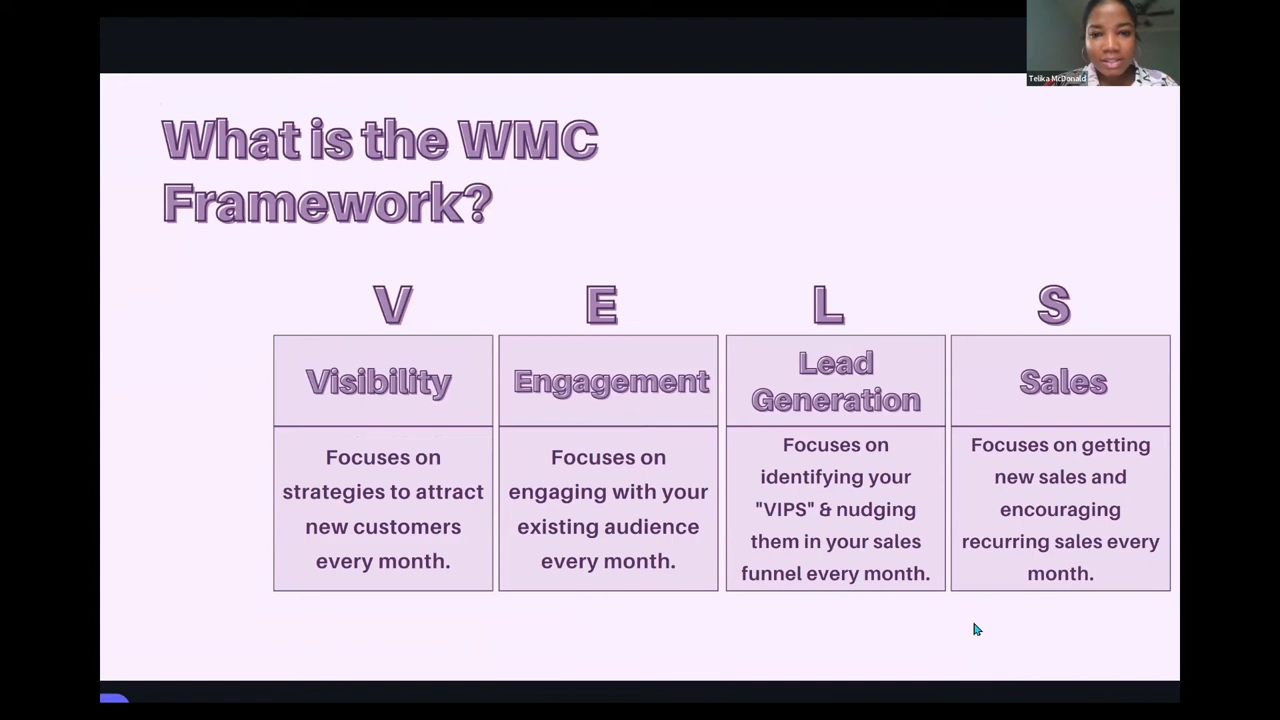 Telika McDonald
What is the WMC
Framework?
V
E
L
S
Visibility
Engagement
Lead
Generation
Sales
Focuses on
strategies to attract
new customers
every month.
Focuses on
engaging with your
existing audience
every month.
Focuses on
identifying your
"VIPS" & nudging
them in your sales
funnel every month.
Focuses on getting
new sales and
encouraging
recurring sales every
month.